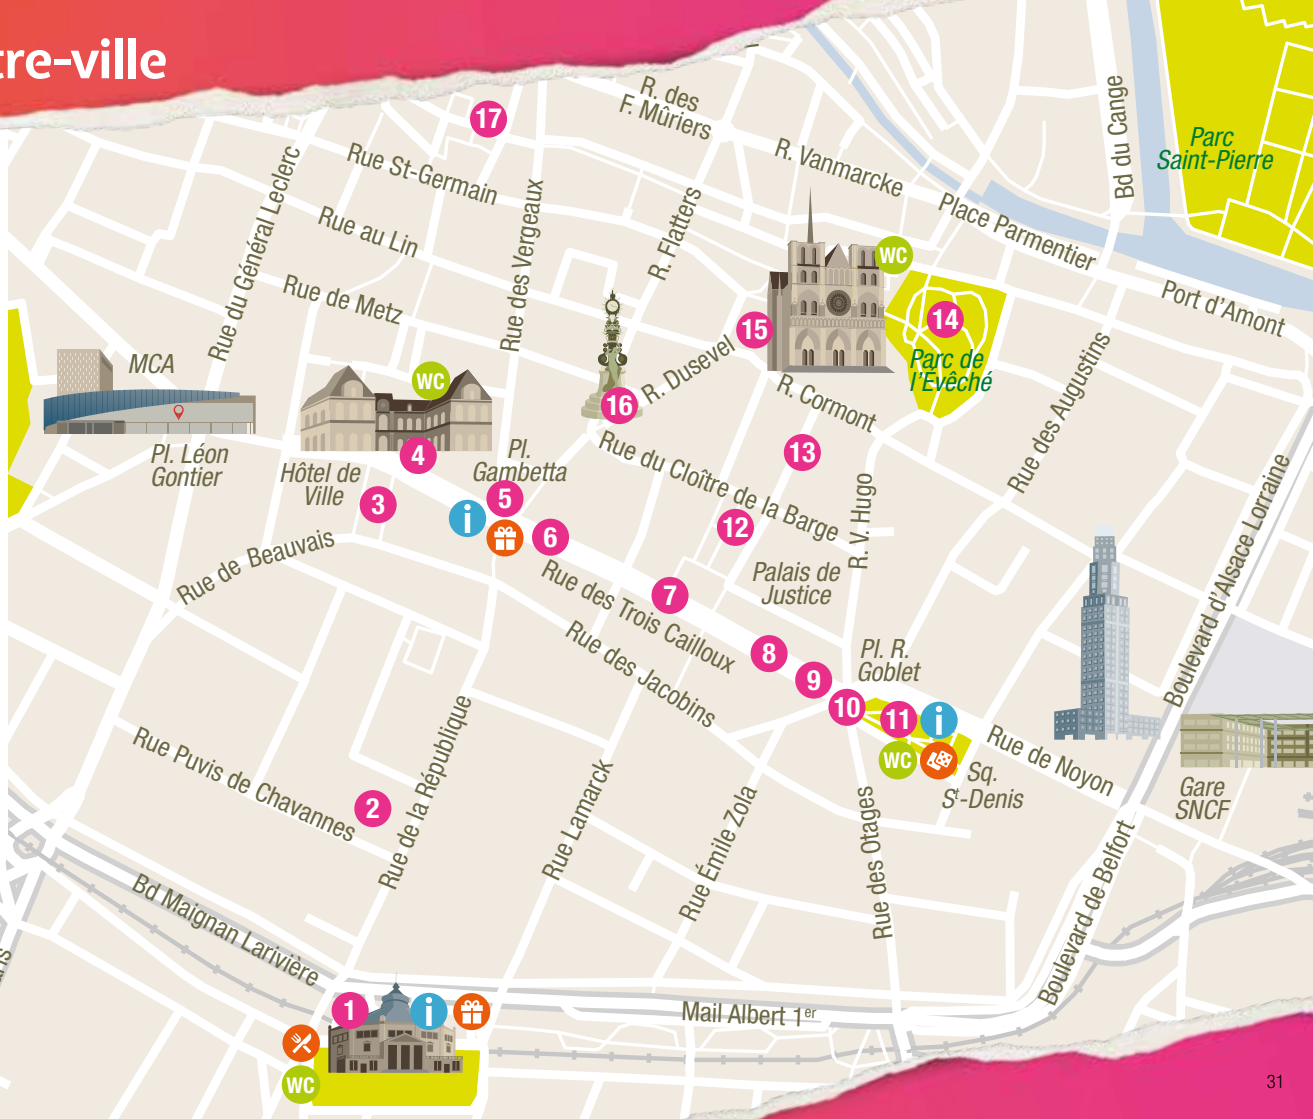 tre-ville
17
R. des
F. Mûriers
R. Vanmarcke
Bd du Cange
Parc
Saint-Pierre
Rue St-Germain
Rue du Général Leclerc
Rue au Lin
Rue des Vergeaux
R. Flatters
Place Parmentier
WC
Port d'Amont
Rue de Metz
14
15
Parc de
l'Évêché
MCA
R. Dusevel
R. Cormont
Rue des Augustins
WC
16
Pl. Léon
Gontier
Hôtel de
Ville
4
Pl.
Gambetta
Rue du Cloître de la Barge
13
3
5
i
6
12
R. V. Hugo
Boulevard d'Alsace Lorraine
Rue de Beauvais
Palais de
Justice
Rue des Trois Cailloux
7
Rue des Jacobins
8
9
Pl. R.
Goblet
10
11
i
WC
Rue de Noyon
Sq.
St-Denis
Gare
SNCF
Rue Puvis de Chavannes
2
Rue de la République
Rue Lamarck
Rue Émile Zola
Rue des Otages
Boulevard de Belfort
Bd Maignan Larivière
1
i
Mail Albert 1er
WC
31